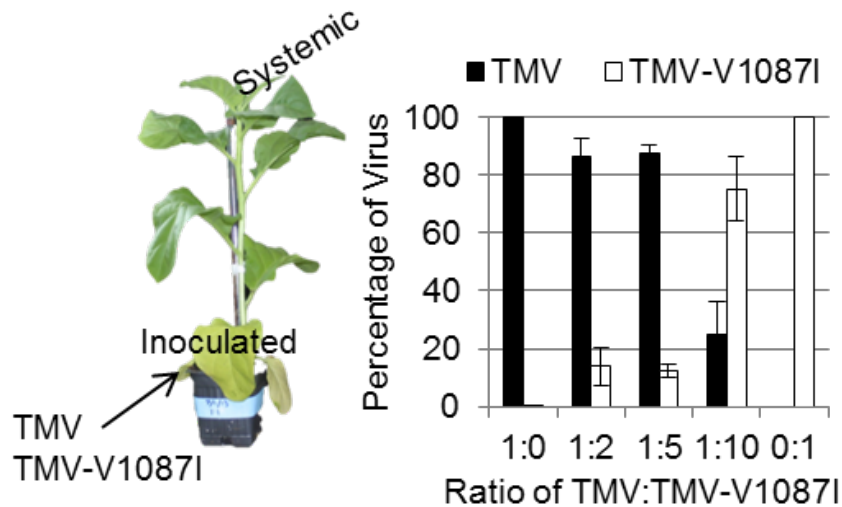 Systemic
Inoculated
TMV
TMV-V1087I
TMV
TMV-V1087I
Percentage of Virus
100
80
60
40
20
0
1:0 1:2 1:5 1:10 0:1
Ratio of TMV:TMV-V1087I